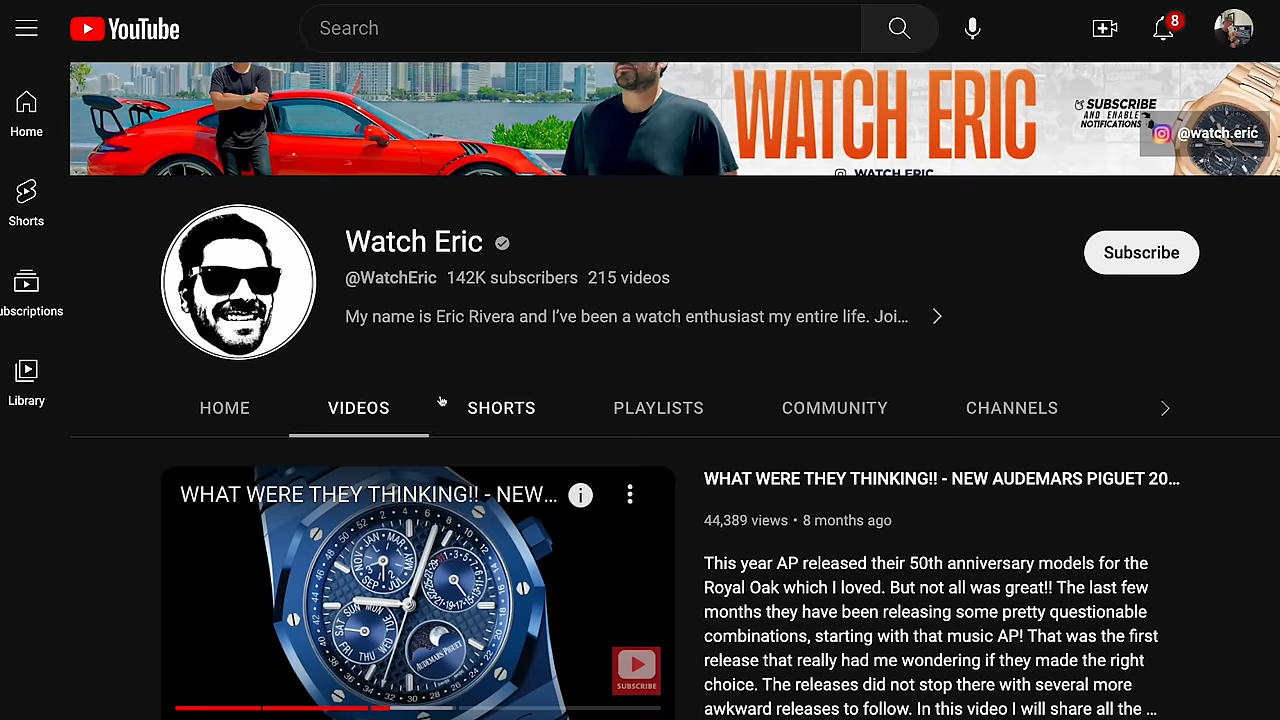 YouTube
Search
8
Home
Shorts
ubscriptions
Library
WATCH ERIC
SUBSCRIBE
AND ENABLE
NOTIFICATIONS
@watch.eric
WATCH ERIC
Watch Eric
@WatchEric 142K subscribers 215 videos
My name is Eric Rivera and I've been a watch enthusiast my entire life. Joi...
Subscribe
HOME VIDEOS SHORTS PLAYLISTS COMMUNITY CHANNELS
WHAT WERE THEY THINKING!! - NEW...
AUDEMARS PIGUET
SUBSCRIBE
WHAT WERE THEY THINKING!! - NEW AUDEMARS PIGUET 20...
44,389 views • 8 months ago
This year AP released their 50th anniversary models for the
Royal Oak which I loved. But not all was great!! The last few
months they have been releasing some pretty questionable
combinations, starting with that music AP! That was the first
release that really had me wondering if they made the right
choice. The releases did not stop there with several more
awkward releases to follow. In this video I will share all the ...